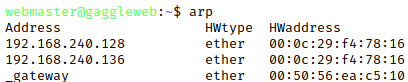 webmaster@gaggleweb:~$ arp
Address HWtype HWaddress
192.168.240.128 ether 00:0c:29:f4:78:16
192.168.240.136 ether 00:0c:29:f4:78:16
_gateway ether 00:50:56:ea:c5:10